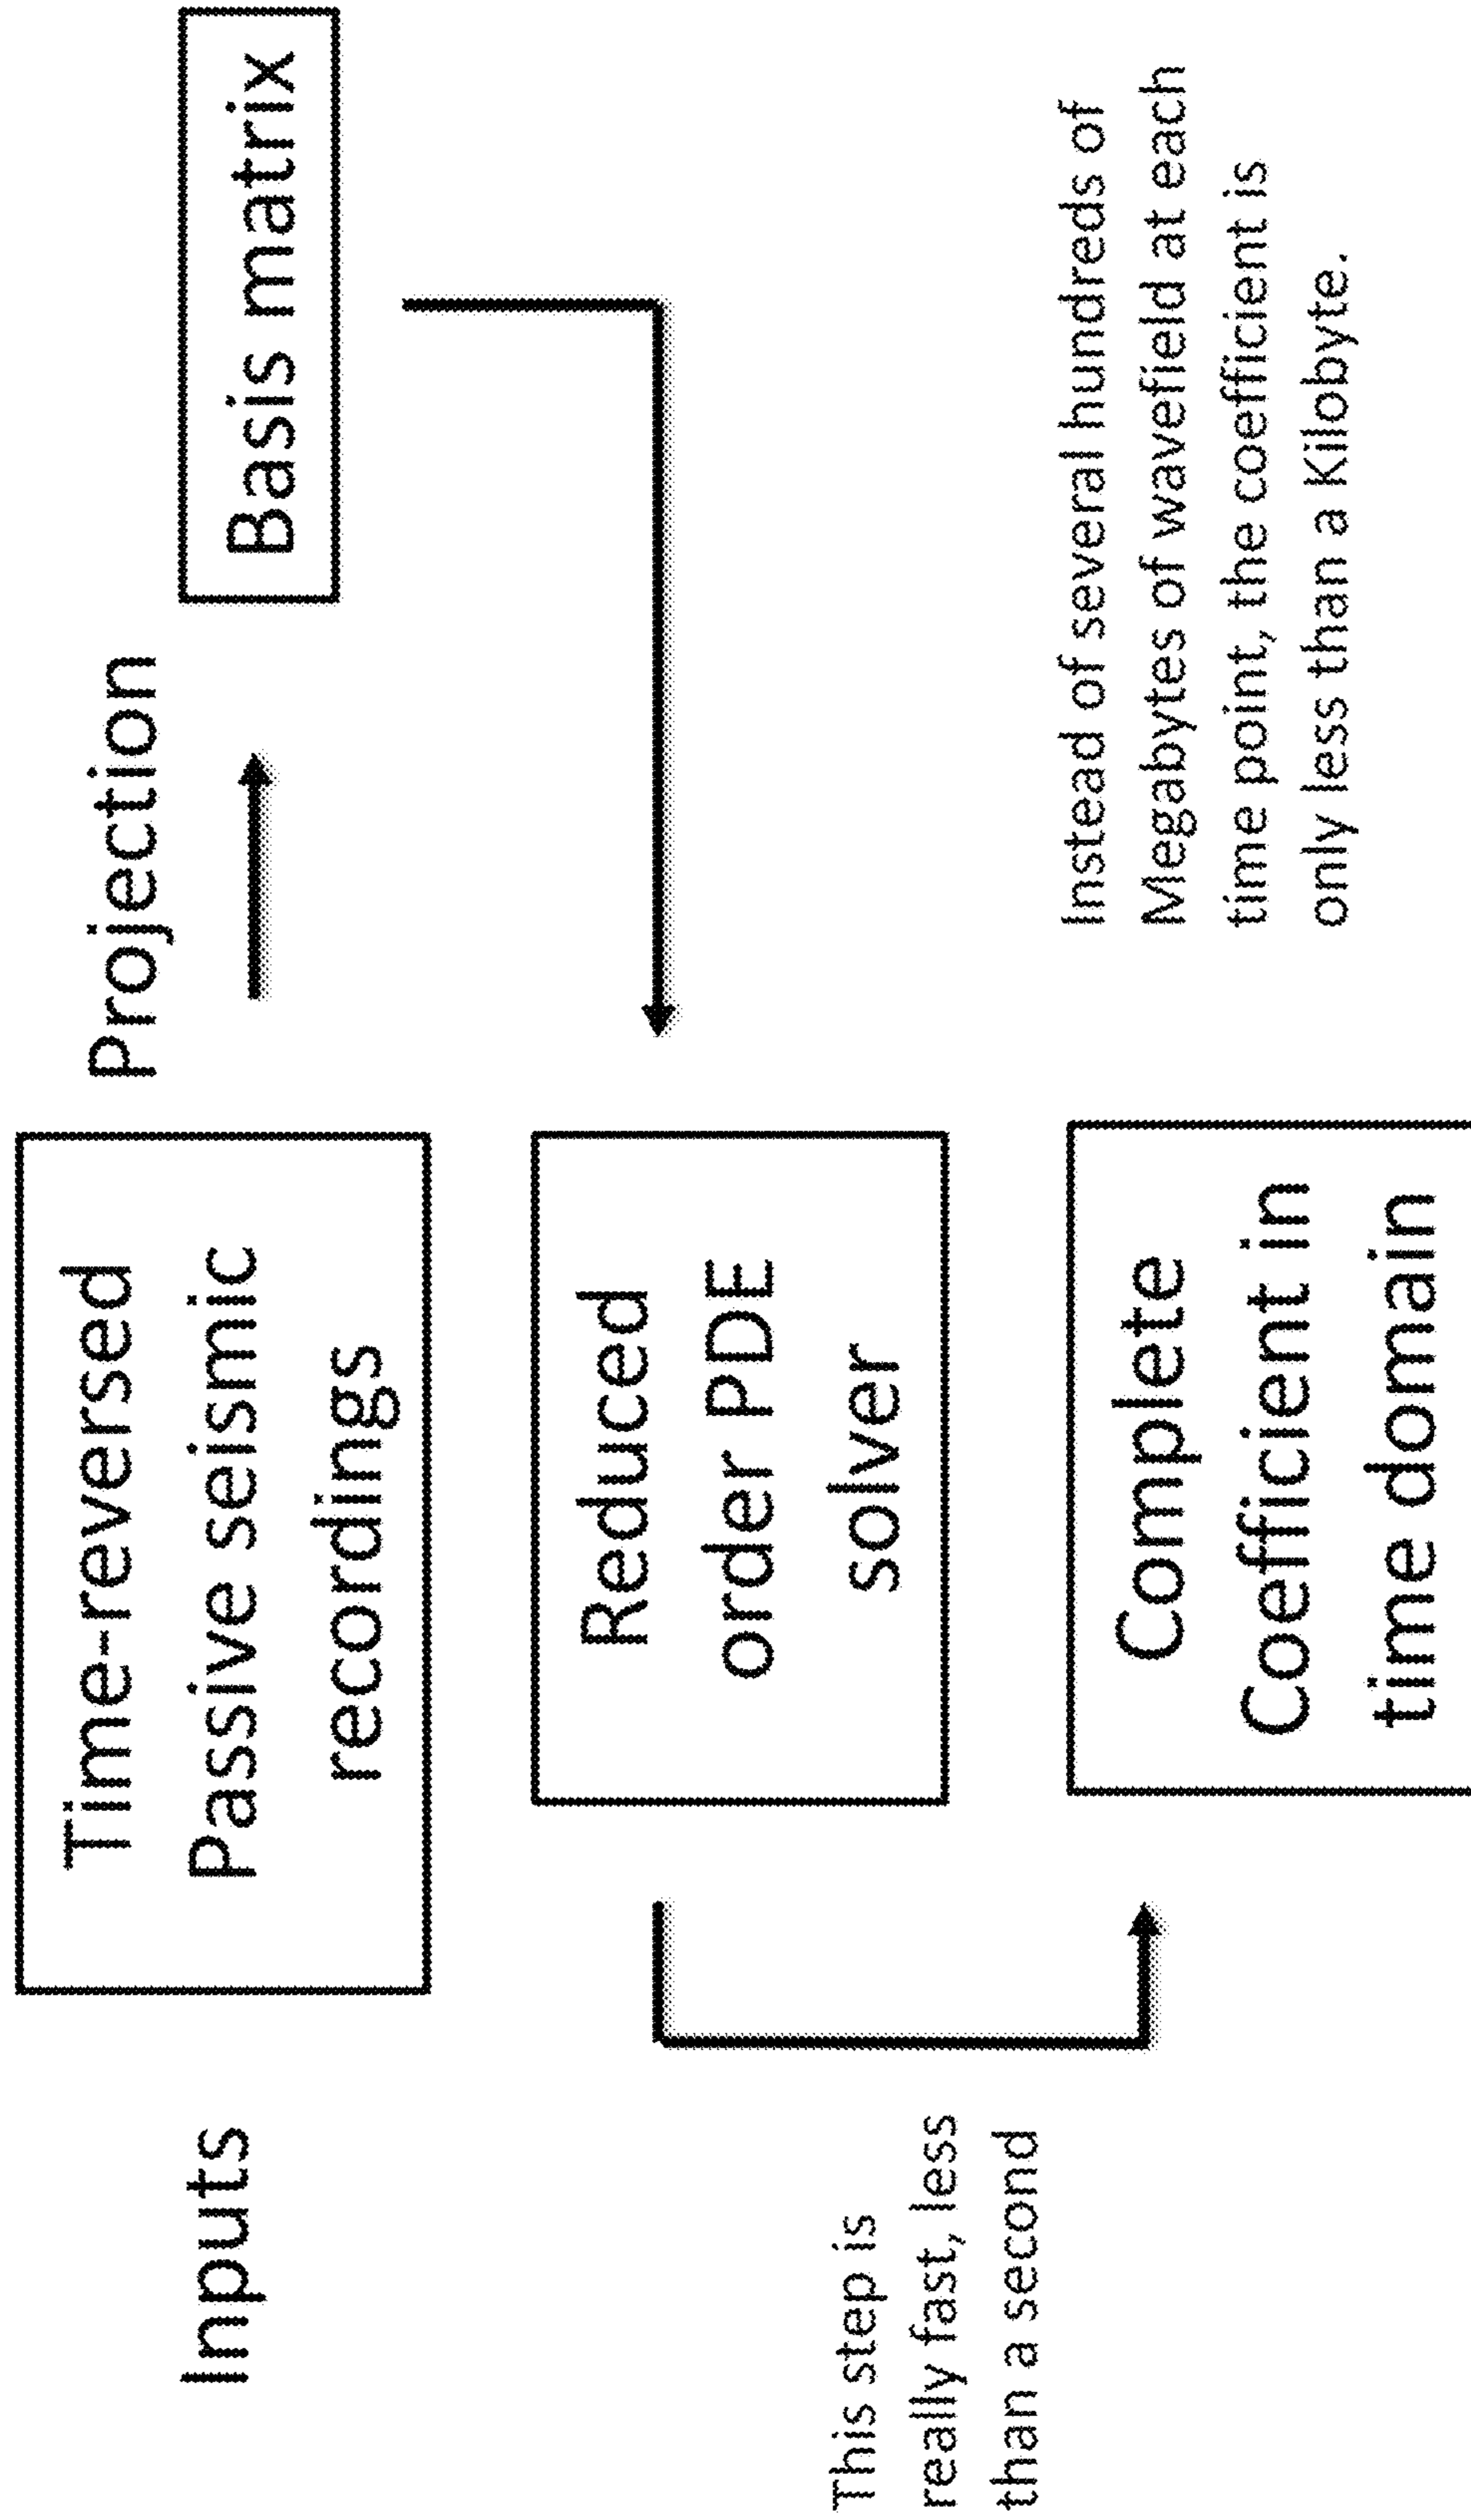 Inputs
Time-reversed
Passive seismic
recordings
Projection
Basis matrix
Reduced
order PDE
solver
This step is
really fast, less
than a second
Complete
Coefficient in
time domain
Instead of several hundreds of
Megabytes of wavefield at each
time point, the coefficient is
only less than a Kilobyte.